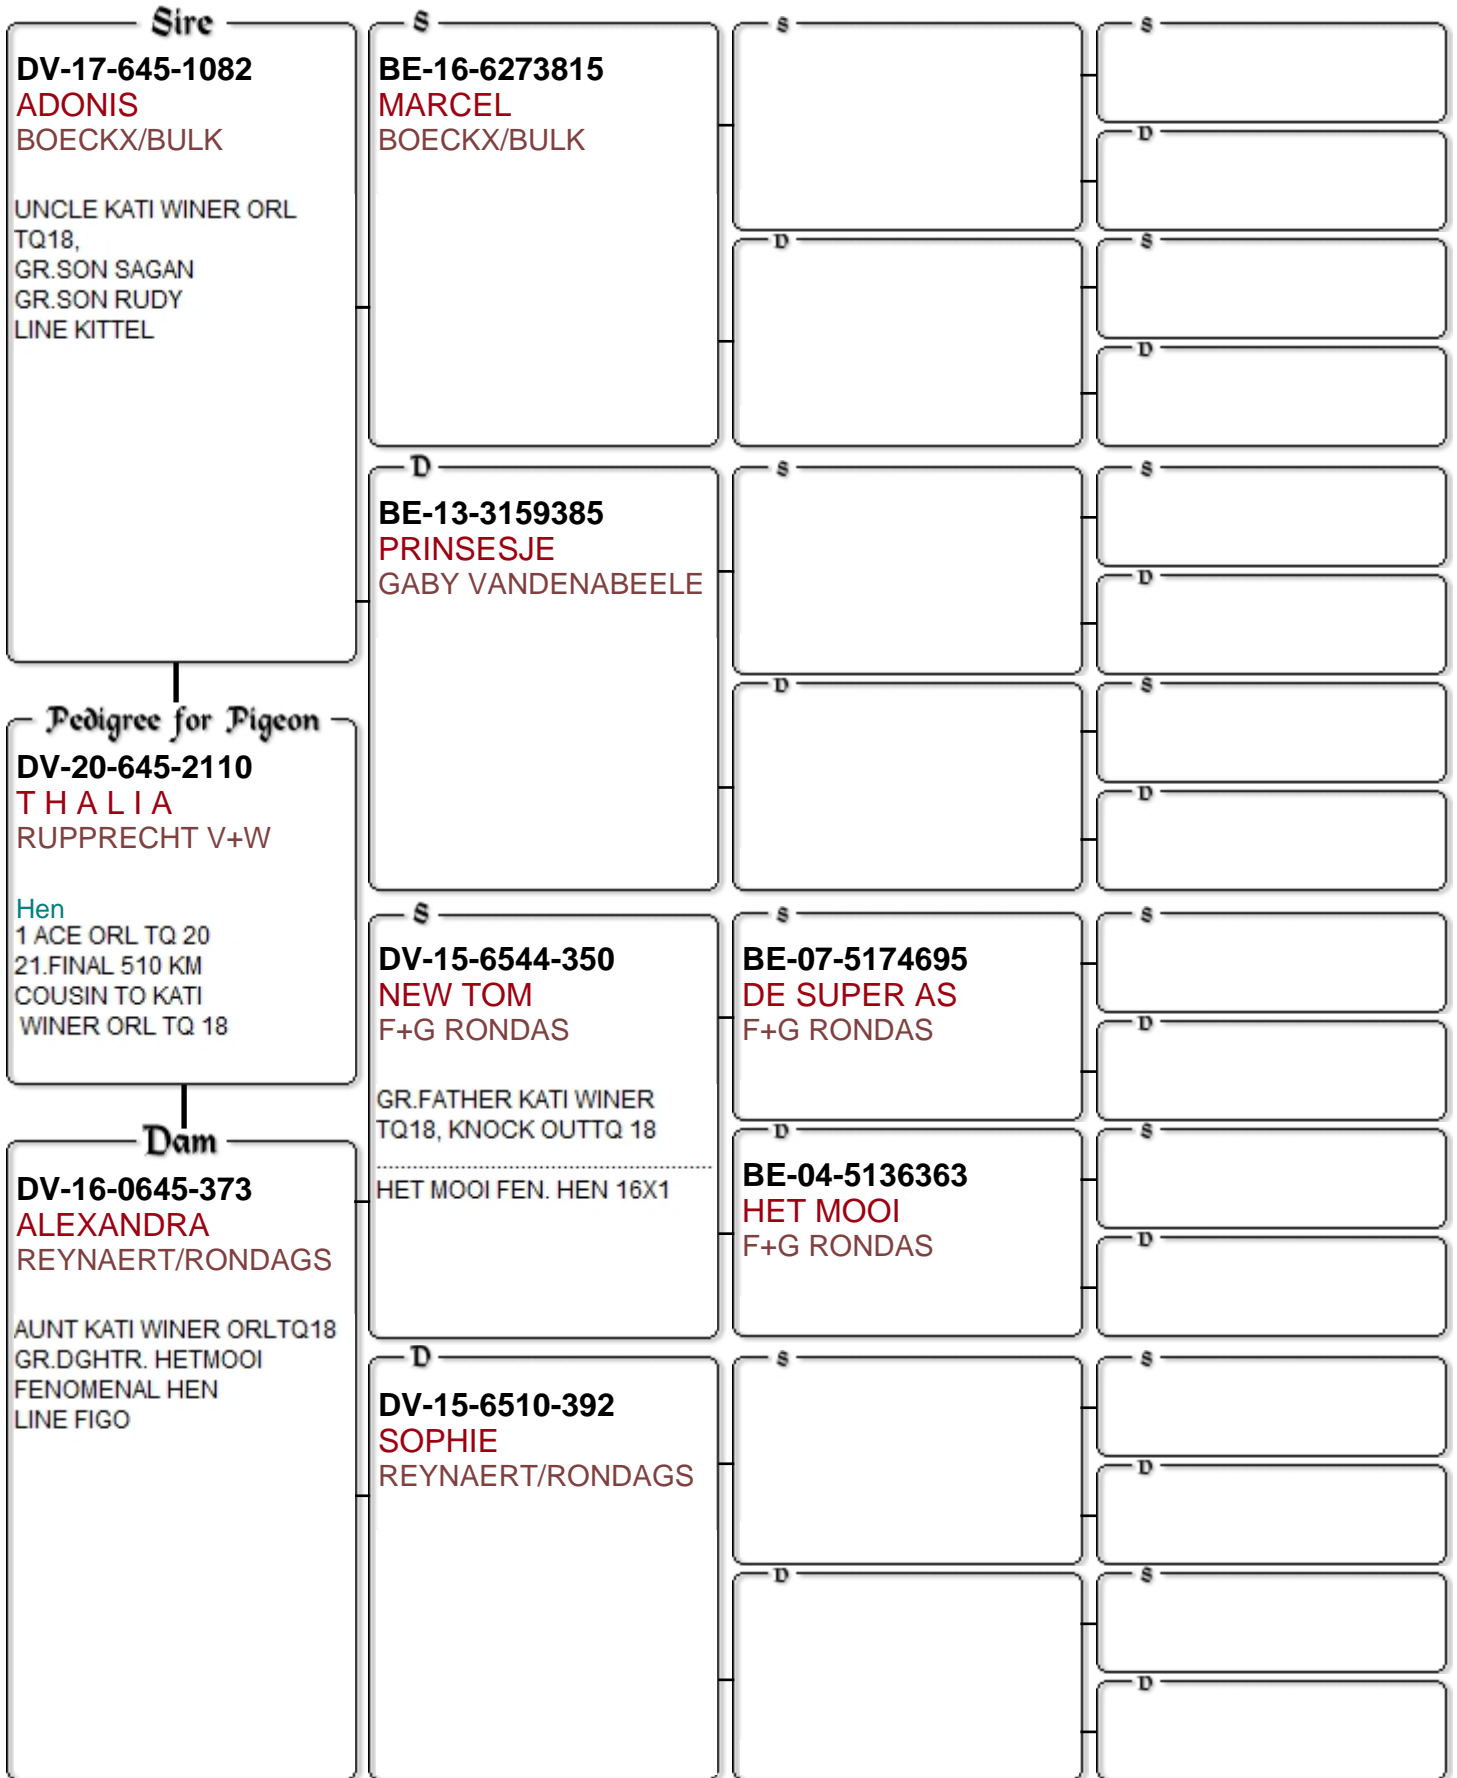 Sire
DV-17-645-1082
ADONIS
BOECKX/BULK
UNCLE KATI WINER ORL
TQ18,
GR.SON SAGAN
GR.SON RUDY
LINE KITTEL
Pedigree for Pigeon
DV-20-645-2110
T H A L I A
RUPPRECHT V+W
Hen
1 ACE ORL TQ 20
21.FINAL 510 KM
COUSIN TO KATI
WINER ORL TQ 18
Dam
DV-16-0645-373
ALEXANDRA
REYNAERT/RONDAGS
AUNT KATI WINER ORLTQ18
GR.DGHTR. HETMOOI
FENOMENAL HEN
LINE FIGO
S
BE-16-6273815
MARCEL
BOECKX/BULK
D
BE-13-3159385
PRINSESJE
GABY VANDENABEELE
S
DV-15-6544-350
NEW TOM
F+G RONDAS
GR.FATHER KATI WINER
TQ18, KNOCK OUTTQ 18
HET MOOI FEN. HEN 16X1
D
DV-15-6510-392
SOPHIE
REYNAERT/RONDAGS
S
D
S
D
S
BE-07-5174695
DE SUPER AS
F+G RONDAS
D
BE-04-5136363
HET MOOI
F+G RONDAS
S
D
S
D
S
D
S
D
S
D
S
D
S
D
S
D
S
D